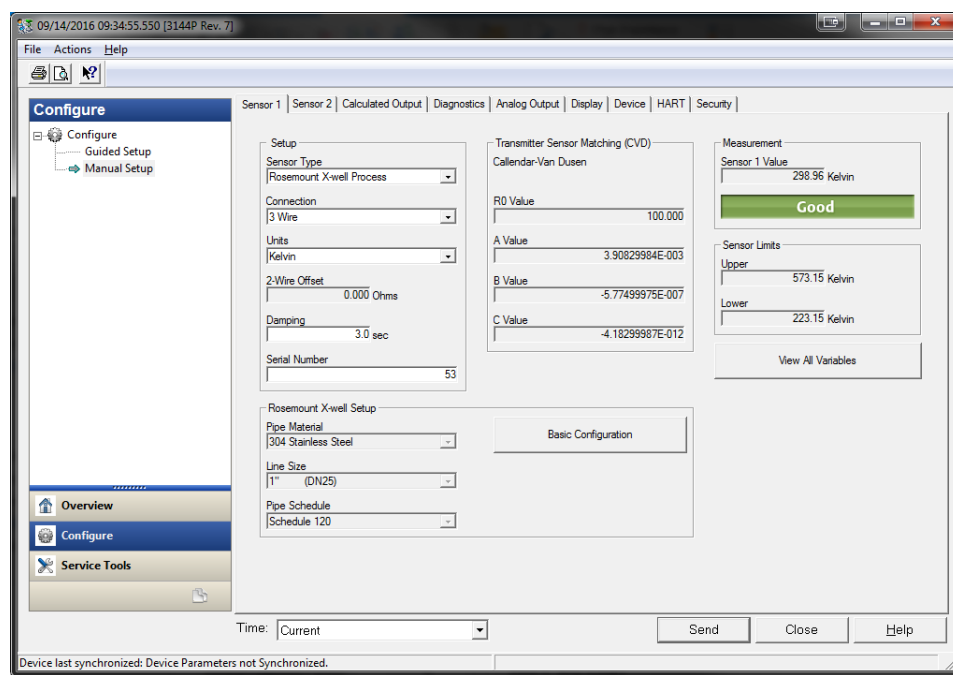 09/14/2016 09:34:55.550 [3144P Rev. 7]
File Actions Help
Configure
Configure
Guided Setup
Manual Setup
Overview
Configure
Service Tools
Sensor 1 Sensor 2 Calculated Output Diagnostics Analog Output Display Device HART Security
Setup
Sensor Type
Rosemount X-well Process
Connection
3 Wire
Units
Kelvin
2-Wire Offset
0.000 Ohms
Damping
3.0 sec
Serial Number
53
Transmitter Sensor Matching (CVD)
Callendar-Van Dusen
R0 Value
100.000
A Value
3.90829984E-003
B Value
-5.77499975E-007
C Value
-4.18299987E-012
Measurement
Sensor 1 Value
298.96 Kelvin
Good
Sensor Limits
Upper
573.15 Kelvin
Lower
223.15 Kelvin
View All Variables
Rosemount X-well Setup
Pipe Material
304 Stainless Steel
Line Size
1" (DN25)
Pipe Schedule
Schedule 120
Basic Configuration
Time: Current
Send Close Help
Device last synchronized: Device Parameters not Synchronized.